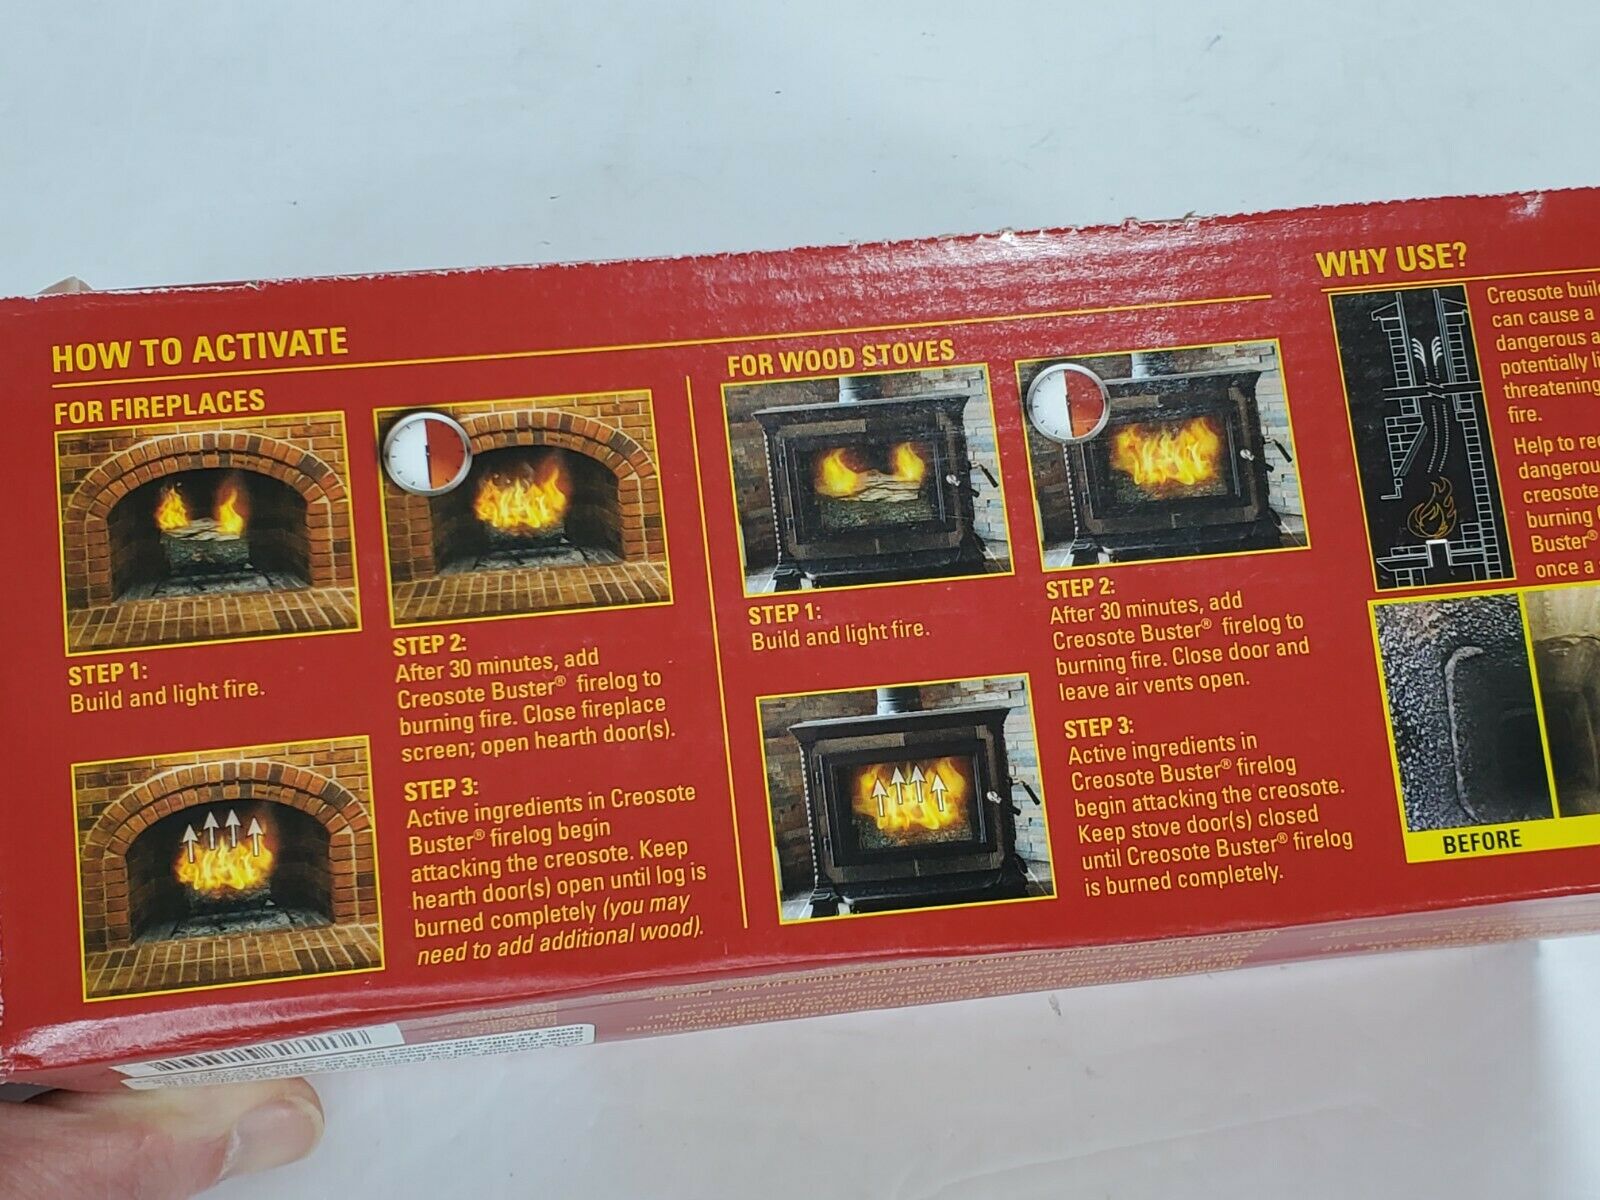 HOW TO ACTIVATE
FOR FIREPLACES
STEP 1:
Build and light fire.
STEP 2:
After 30 minutes, add
Creosote Buster® firelog to
burning fire. Close fireplace
screen; open hearth door(s).
STEP 3:
Active ingredients in Creosote
Buster® firelog begin
attacking the creosote. Keep
hearth door(s) open until log is
burned completely (you may
need to add additional wood).
FOR WOOD STOVES
STEP 1:
Build and light fire.
STEP 2:
After 30 minutes, add
Creosote Buster® firelog to
burning fire. Close door and
leave air vents open.
STEP 3:
Active ingredients in
Creosote Buster® firelog
begin attacking the creosote.
Keep stove door(s) closed
until Creosote Buster® firelog
is burned completely.
WHY USE?
Creosote
can cause a
dangerous
potentially
threatening
fire.
Help to
creosote
burning
Buster®
once a
BEFORE